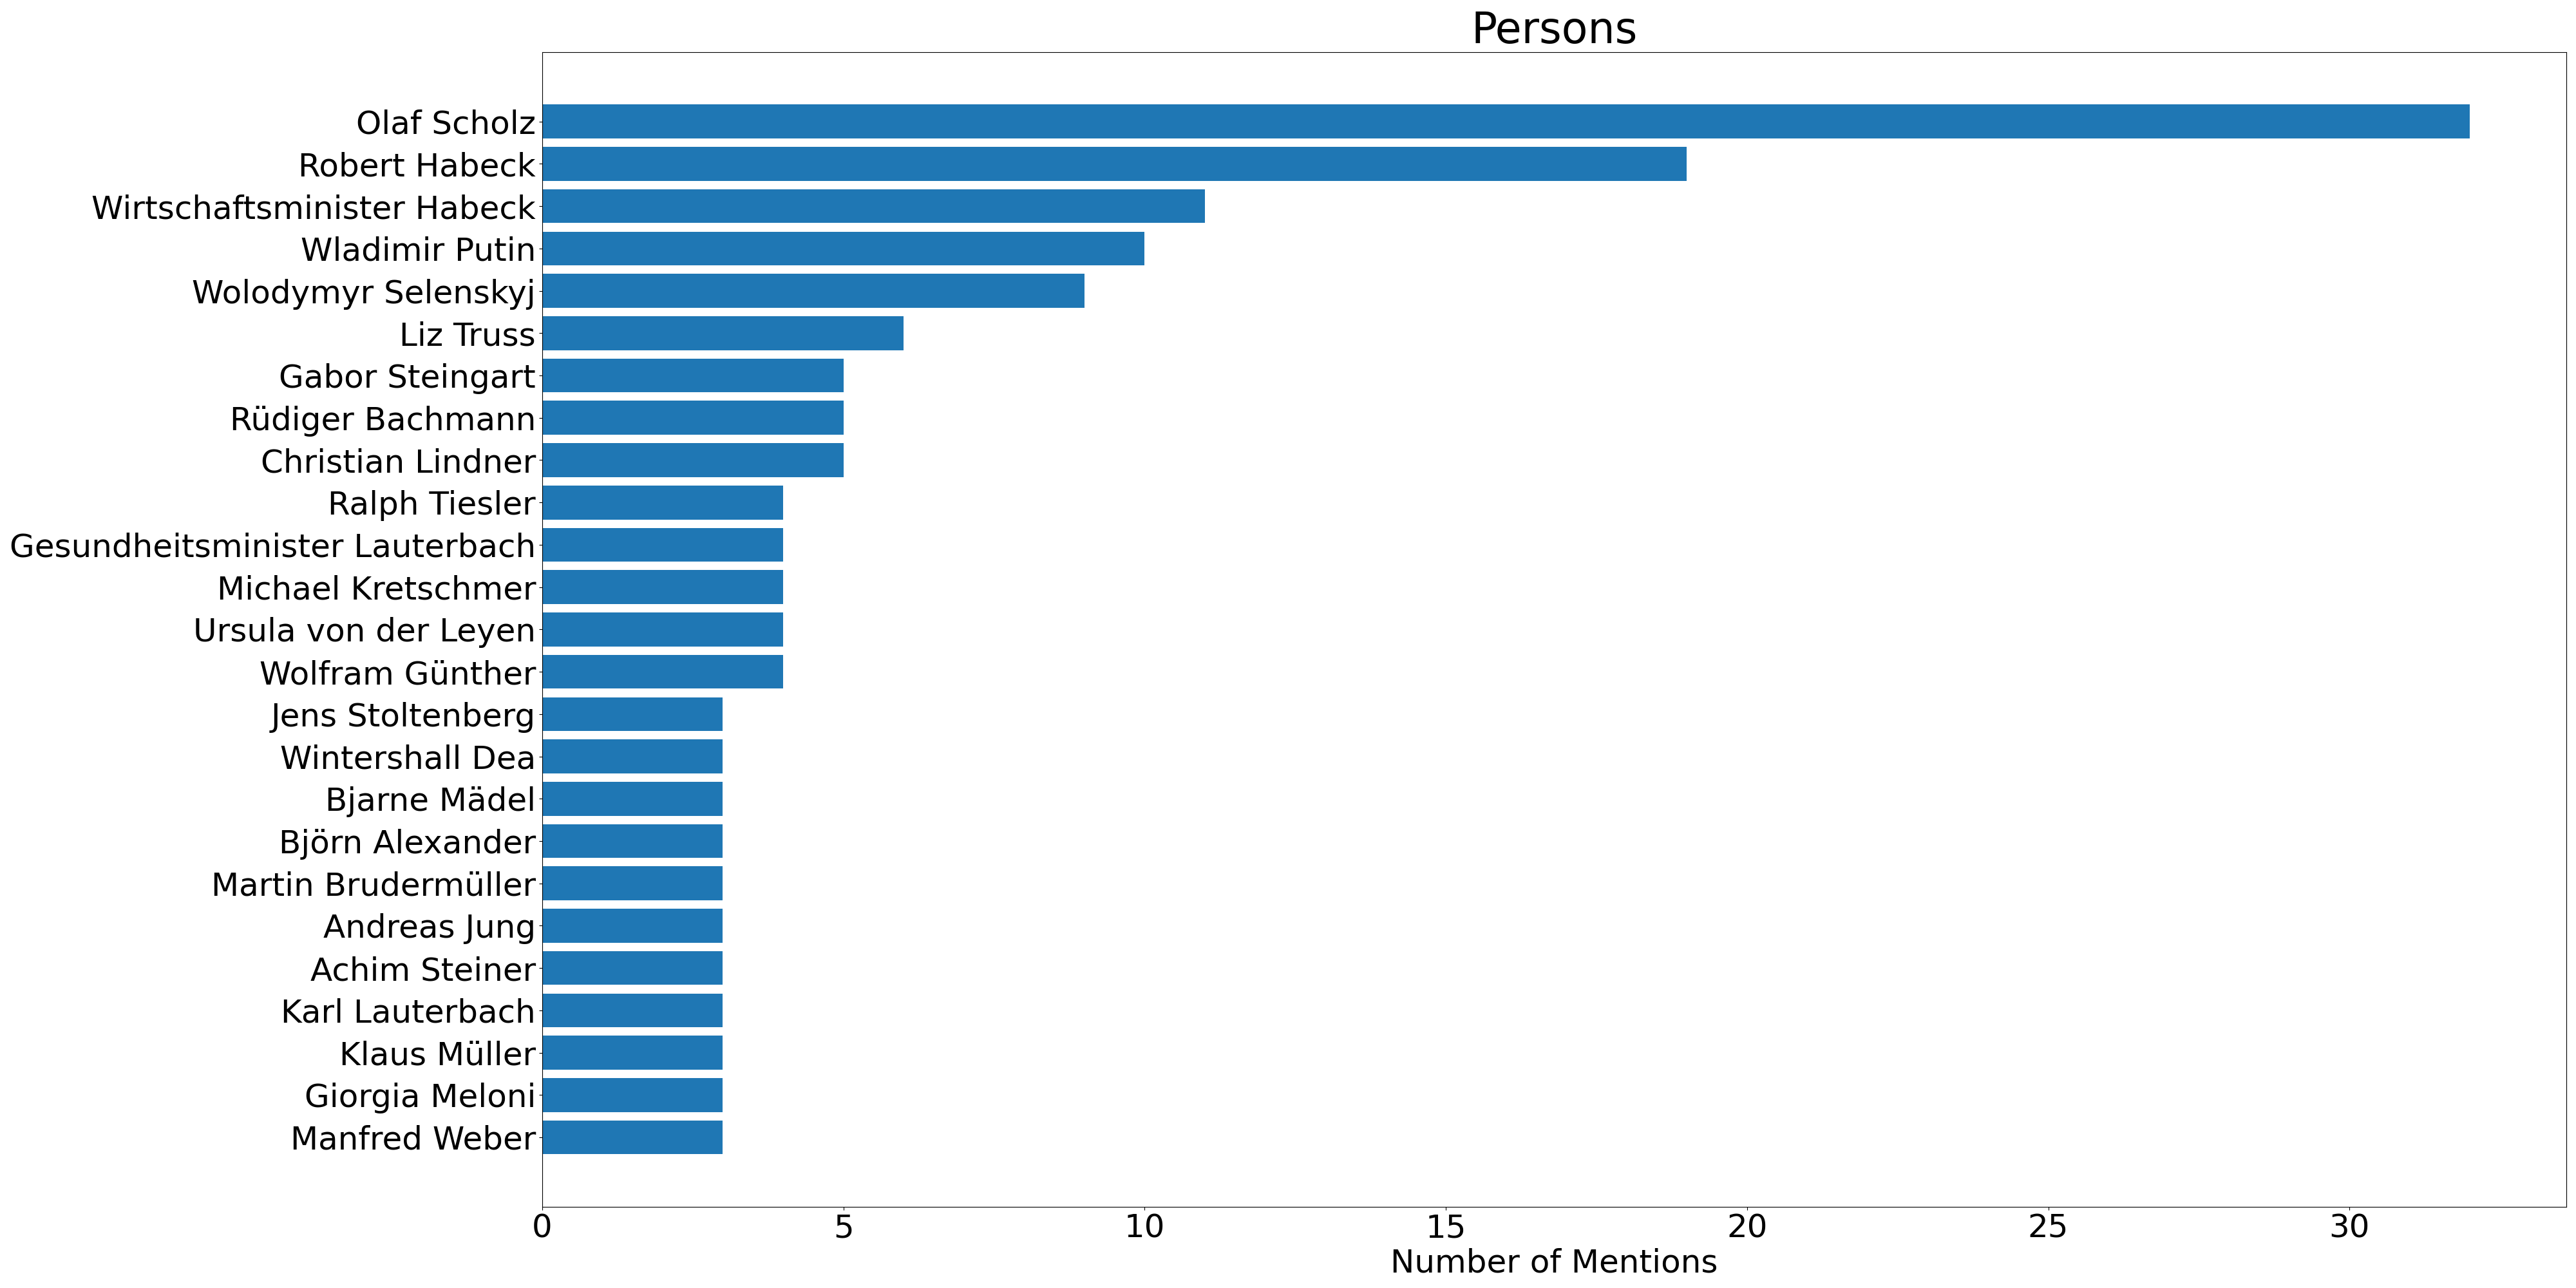 Persons
Olaf Scholz
Robert Habeck
Wirtschaftsminister Habeck
Wladimir Putin
Wolodymyr Selenskyj
Liz Truss
Gabor Steingart
Rüdiger Bachmann
Christian Lindner
Ralph Tiesler
Gesundheitsminister Lauterbach
Michael Kretschmer
Ursula von der Leyen
Wolfram Günther
Jens Stoltenberg
Wintershall Dea
Bjarne Mädel
Björn Alexander
Martin Brudermüller
Andreas Jung
Achim Steiner
Karl Lauterbach
Klaus Müller
Giorgia Meloni
Manfred Weber
0 5 10 15 20 25 30
Number of Mentions